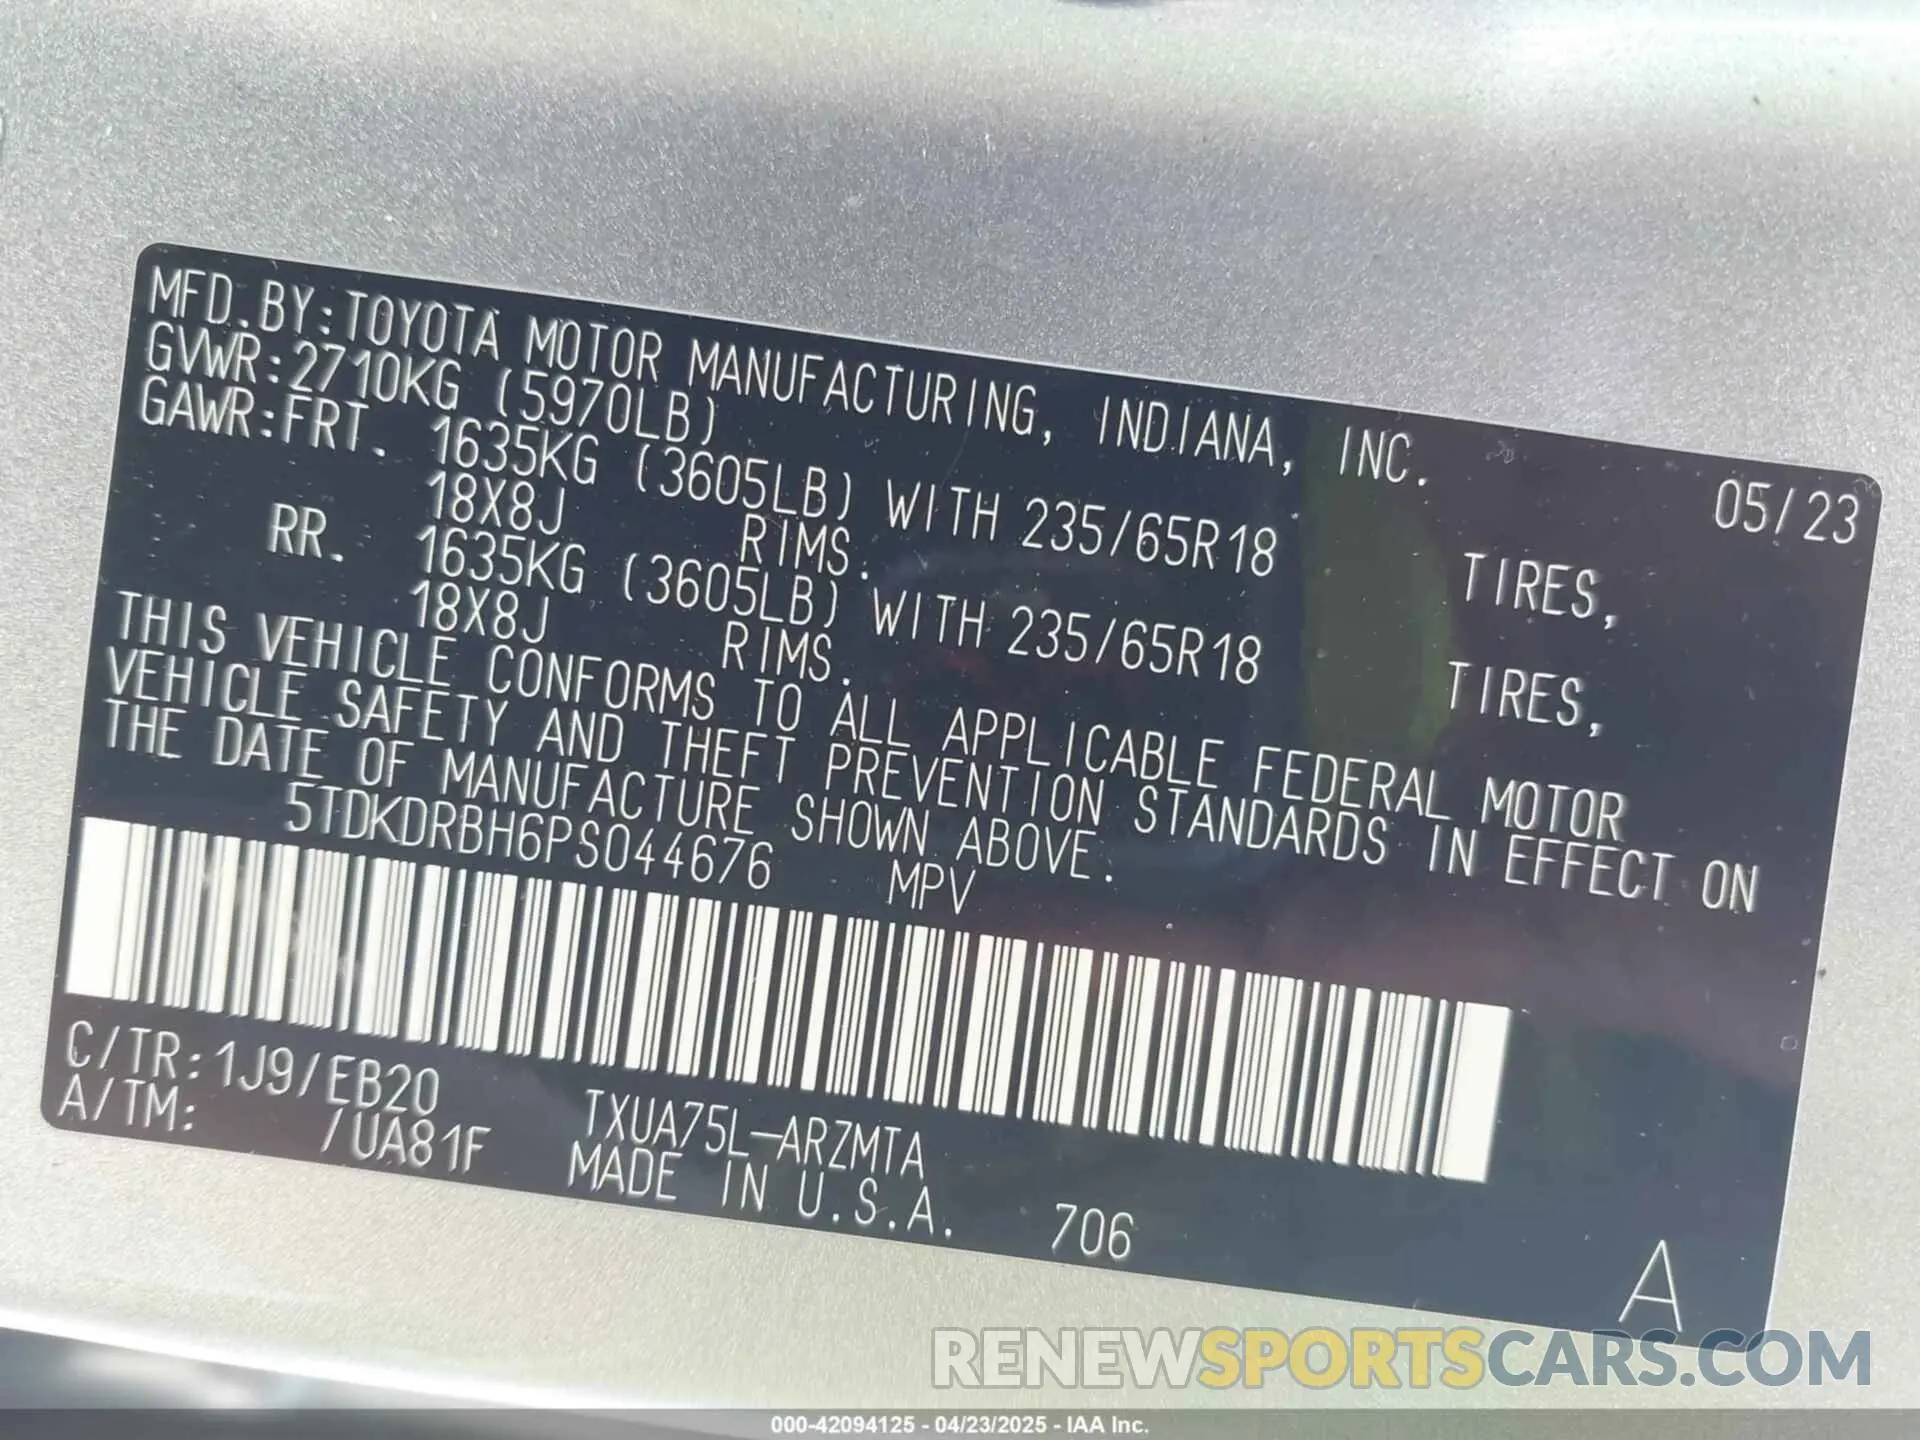 MFD.BY:TOYOTA MOTOR MANUFACTURING, INDIANA, INC. 05/23
GVWR:2710KG (5970LB)
GAWR:FRT. 1635KG (3605LB) WITH 235/65R18 TIRES,
18X8J RIMS.
RR. 1635KG (3605LB) WITH 235/65R18 TIRES,
18X8J RIMS.
THIS VEHICLE CONFORMS TO ALL APPLICABLE FEDERAL MOTOR
VEHICLE SAFETY AND THEFT PREVENTION STANDARDS IN EFFECT ON
THE DATE OF MANUFACTURE SHOWN ABOVE.
5TDKDRBH6PS044676 MPV
C/TR:1J9/EB20 TXUA75L-ARZMTA
A/TM: /UA81F MADE IN U.S.A. 706 A
RENEWSPORTSCARS.COM
000-42094125 - 04/23/2025 - IAA Inc.